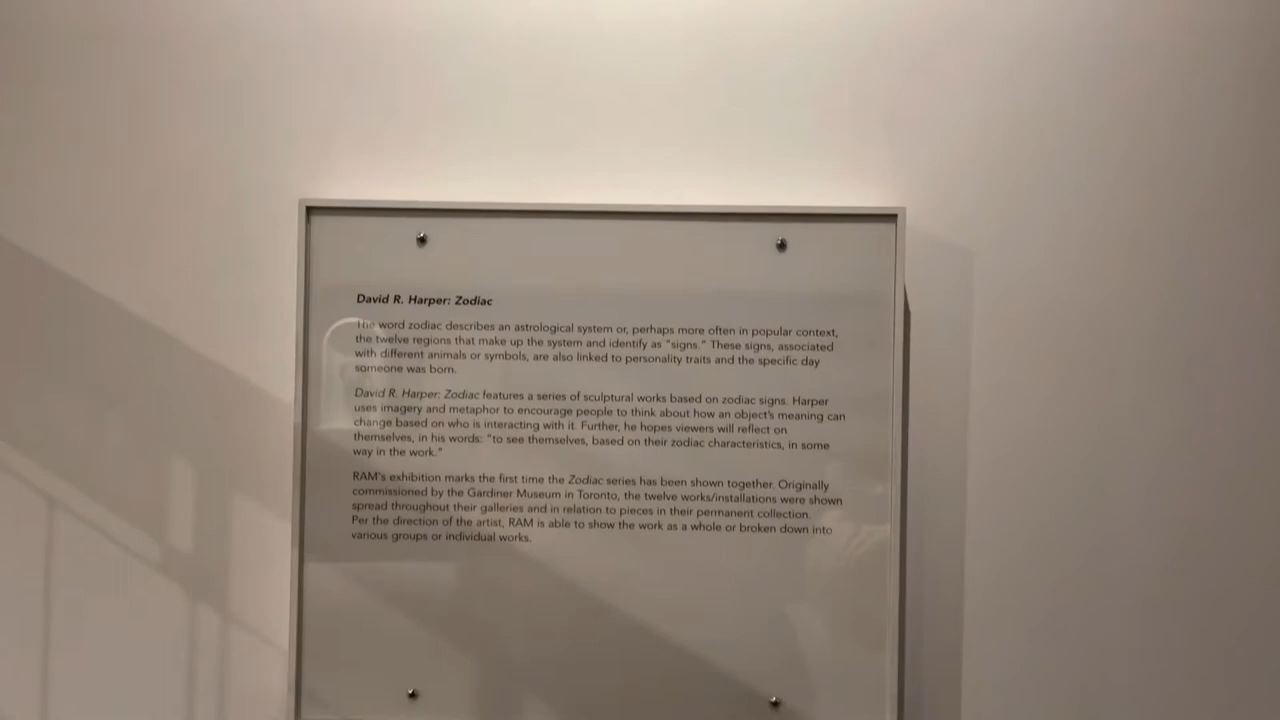 David R. Harper: Zodiac
The word zodiac describes an astrological system or, perhaps more often in popular context,
the twelve regions that make up the system and identify as "signs." These signs, associated
with different animals or symbols, are also linked to personality traits and the specific day
someone was born.
David R. Harper: Zodiac features a series of sculptural works based on zodiac signs. Harper
uses imagery and metaphor to encourage people to think about how an object's meaning can
change based on who is interacting with it. Further, he hopes viewers will reflect on
themselves, in his words: "to see themselves, based on their zodiac characteristics, in some
way in the work."
RAM's exhibition marks the first time the Zodiac series has been shown together. Originally
commissioned by the Gardiner Museum in Toronto, the twelve works/installations were shown
spread throughout their galleries and in relation to pieces in their permanent collection.
Per the direction of the artist, RAM is able to show the work as a whole or broken down into
various groups or individual works.